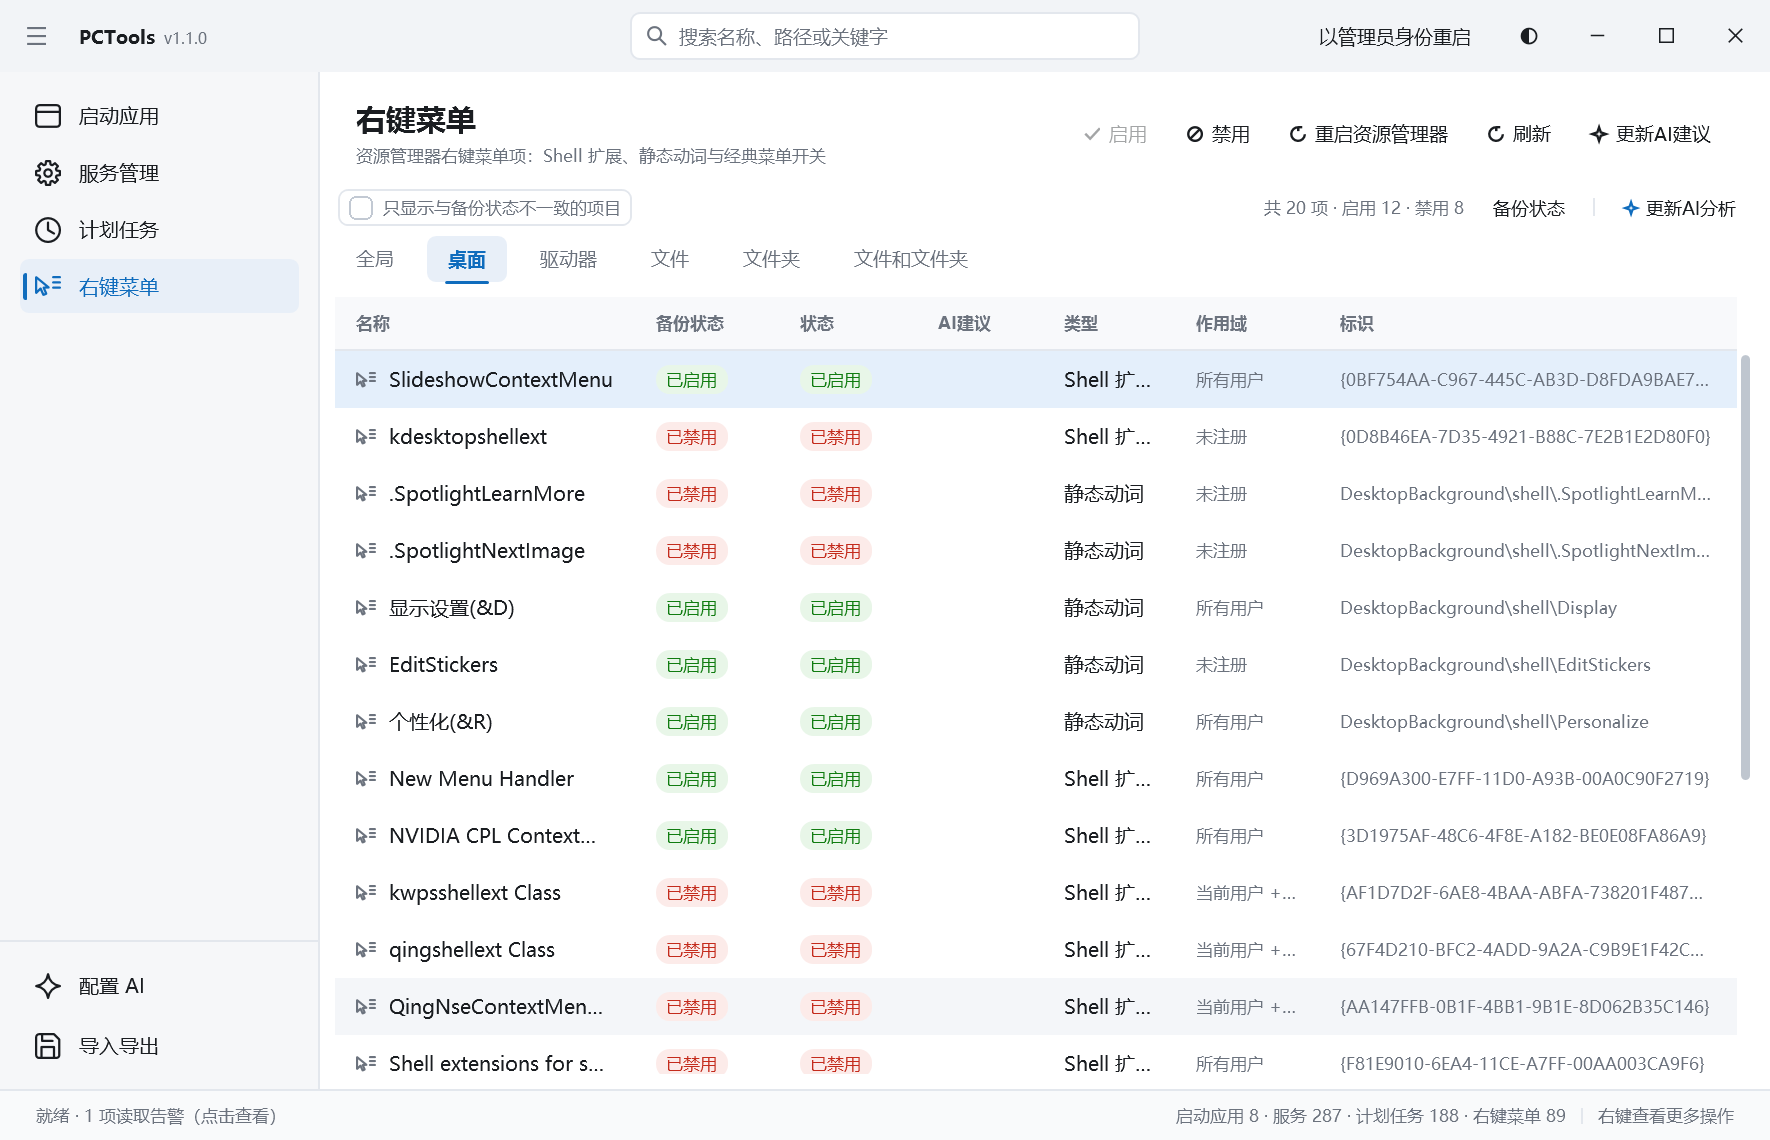 PCTools v1.1.0
搜索名称、路径或关键字
以管理员身份重启
启动应用
服务管理
计划任务
右键菜单
配置 AI
导入导出
右键菜单
资源管理器右键菜单项：Shell 扩展、静态动词与经典菜单开关
启用 禁用 重启资源管理器 刷新 更新AI建议
只显示与备份状态不一致的项目
共 20 项 · 启用 12 · 禁用 8 备份状态 更新AI分析
全局 桌面 驱动器 文件 文件夹 文件和文件夹
名称 备份状态 状态 AI建议 类型 作用域 标识
SlideshowContextMenu 已启用 已启用 Shell 扩... 所有用户 {0BF754AA-C967-445C-AB3D-D8FDA9BAE7...
kdesktopshellext 已禁用 已禁用 Shell 扩... 未注册 {0D8B46EA-7D35-4921-B88C-7E2B1E2D80F0}
.SpotlightLearnMore 已禁用 已禁用 静态动词 未注册 DesktopBackground\shell\.SpotlightLearnM...
.SpotlightNextImage 已禁用 已禁用 静态动词 未注册 DesktopBackground\shell\.SpotlightNextIm...
显示设置(&D) 已启用 已启用 静态动词 所有用户 DesktopBackground\shell\Display
EditStickers 已启用 已启用 静态动词 未注册 DesktopBackground\shell\EditStickers
个性化(&R) 已启用 已启用 静态动词 所有用户 DesktopBackground\shell\Personalize
New Menu Handler 已启用 已启用 Shell 扩... 所有用户 {D969A300-E7FF-11D0-A93B-00A0C90F2719}
NVIDIA CPL Context... 已启用 已启用 Shell 扩... 所有用户 {3D1975AF-48C6-4F8E-A182-BE0E08FA86A9}
kwpsshellext Class 已禁用 已禁用 Shell 扩... 当前用户 +... {AF1D7D2F-6AE8-4BAA-ABFA-738201F487...
qingshellext Class 已禁用 已禁用 Shell 扩... 当前用户 +... {67F4D210-BFC2-4ADD-9A2A-C9B9E1F42C...
QingNseContextMen... 已禁用 已禁用 Shell 扩... 当前用户 +... {AA147FFB-0B1F-4BB1-9B1E-8D062B35C146}
Shell extensions for s... 已禁用 已禁用 Shell 扩... 所有用户 {F81E9010-6EA4-11CE-A7FF-00AA003CA9F6}
就绪 · 1 项读取告警（点击查看）
启动应用 8 · 服务 287 · 计划任务 188 · 右键菜单 89 右键查看更多操作